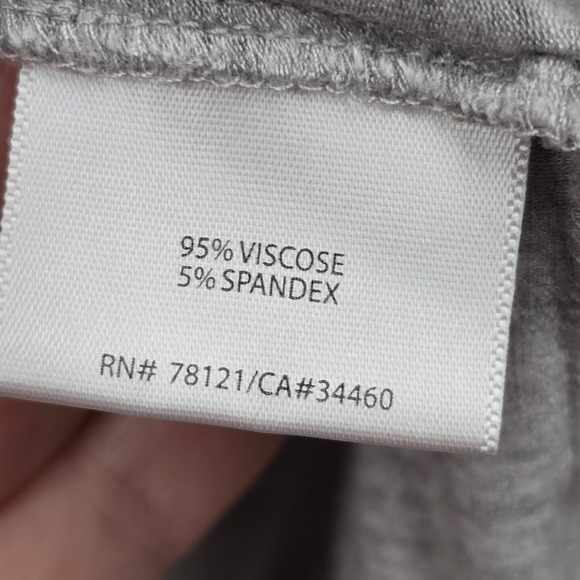 95% VISCOSE
5% SPANDEX
RN# 78121/CA#34460